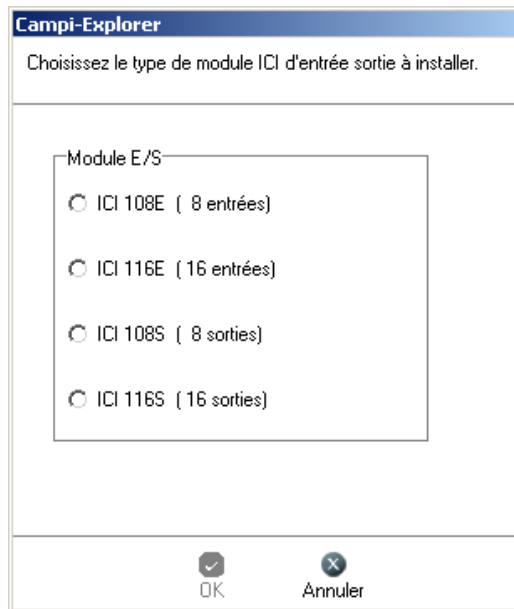 Campi-Explorer
Choisissez le type de module ICI d'entrée sortie à installer.
Module E/S
ICI 108E ( 8 entrées)
ICI 116E ( 16 entrées)
ICI 108S ( 8 sorties)
ICI 116S ( 16 sorties)
OK Annuler